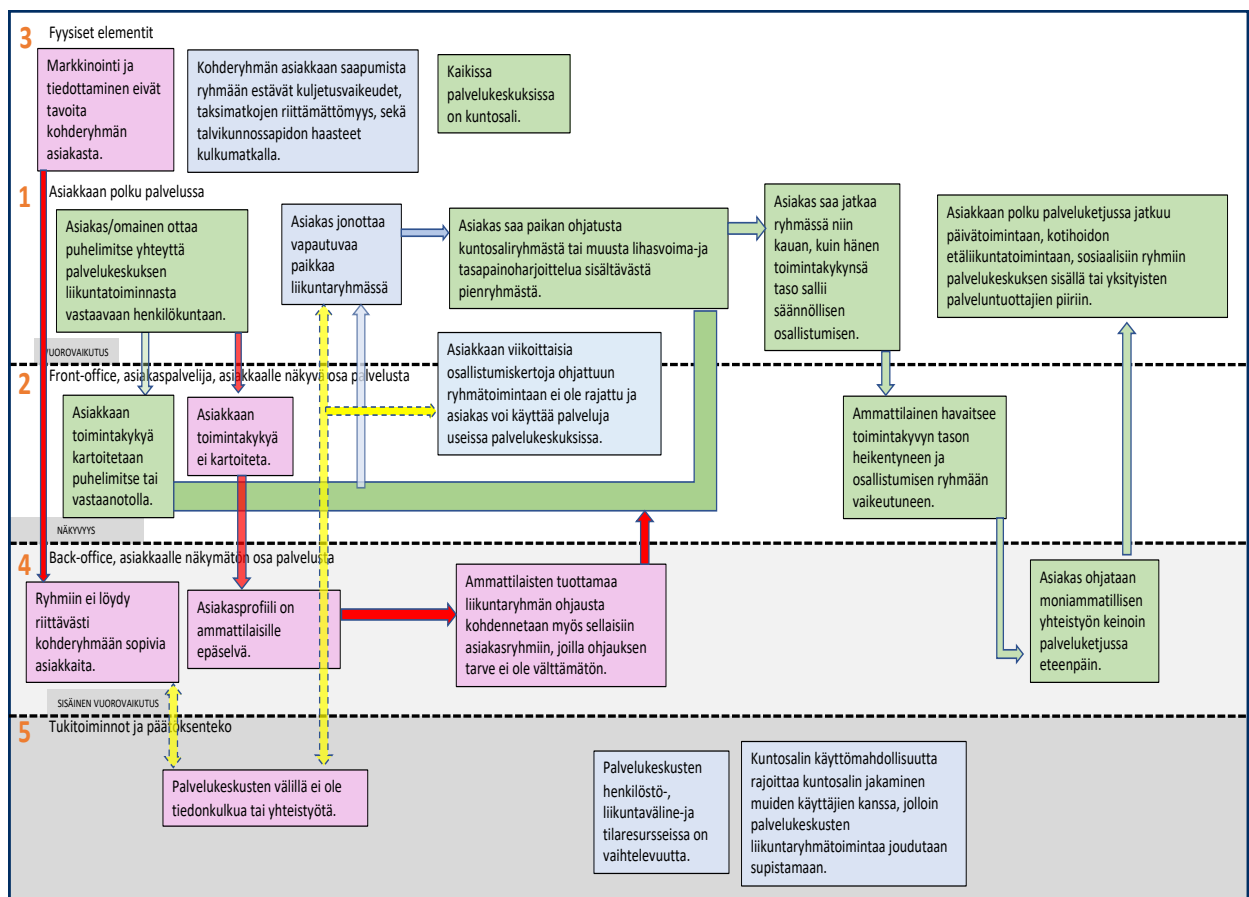 3 Fyysiset elementit
Markkinointi ja
tiedottaminen eivät
tavoita
kohderyhmän
asiakasta.
Kohderyhmän asiakkaan saapumista
ryhmään estävät kuljetusvaikeudet,
taksimatkojen riittämättömyys, sekä
talvikunnossapidon haasteet
kulkumatkalla.
Kaikissa
palvelukeskuksissa
on kuntosali.
1 Asiakkaan polku palvelussa
Asiakas/omainen ottaa
puhelimitse yhteyttä
palvelukeskuksen
liikuntatoiminnasta
vastaavaan henkilökuntaan.
Asiakas jonottaa
vapautuvaa
paikkaa
liikuntaryhmässä
Asiakas saa paikan ohjatusta
kuntosaliryhmästä tai muusta lihasvoima-ja
tasapainoharjoittelua sisältävästä
pienryhmästä.
Asiakas saa jatkaa
ryhmässä niin
kauan, kuin hänen
toimintakykynsä
taso sallii
säännöllisen
osallistumisen.
Asiakkaan polku palveluketjussa jatkuu
päivätoimintaan, kotihoidon
etäliikuntatoimintaan, sosiaalisiin ryhmiin
palvelukeskuksen sisällä tai yksityisten
palveluntuottajien piiriin.
VUOROVAIKUTUS
2 Front-office, asiakaspalvelija, asiakkaalle näkyvä osa palvelusta
Asiakkaan
toimintakykyä
kartoitetaan
puhelimitse tai
vastaanotolla.
Asiakkaan
toimintakykyä
ei kartoiteta.
Asiakkaan viikoittaisia
osallistumiskertoja ohjattuun
ryhmätoimintaan ei ole rajattu ja
asiakas voi käyttää palveluja
useissa palvelukeskuksissa.
Ammattilainen havaitsee
toimintakyvyn tason
heikentyneen ja
osallistumisen ryhmään
vaikeutuneen.
NÄKYVYYS
4 Back-office, asiakkaalle näkymätön osa palvelusta
Ryhmiin ei löydy
riittävästi
kohderyhmään sopivia
asiakkaita.
Asiakasprofiili on
ammattilaisille
epäselvä.
Ammattilaisten tuottamaa
liikuntaryhmän ohjausta
kohdennetaan myös sellaisiin
asiakasryhmiin, joilla ohjauksen
tarve ei ole välttämätön.
Asiakas ohjataan
moniammatillisen
yhteistyön keinoin
palveluketjussa
eteenpäin.
SISÄINEN VUOROVAIKUTUS
5 Tukitoiminnot ja päätöksenteko
Palvelukeskusten välillä ei ole
tiedonkulkua tai yhteistyötä.
Palvelukeskusten
henkilöstö-,
liikuntaväline-ja
tilaresursseissa on
vaihtelevuutta.
Kuntosalin käyttömahdollisuutta
rajoittaa kuntosalin jakaminen
muiden käyttäjien kanssa, jolloin
palvelukeskusten
liikuntaryhmätoimintaa joudutaan
supistamaan.